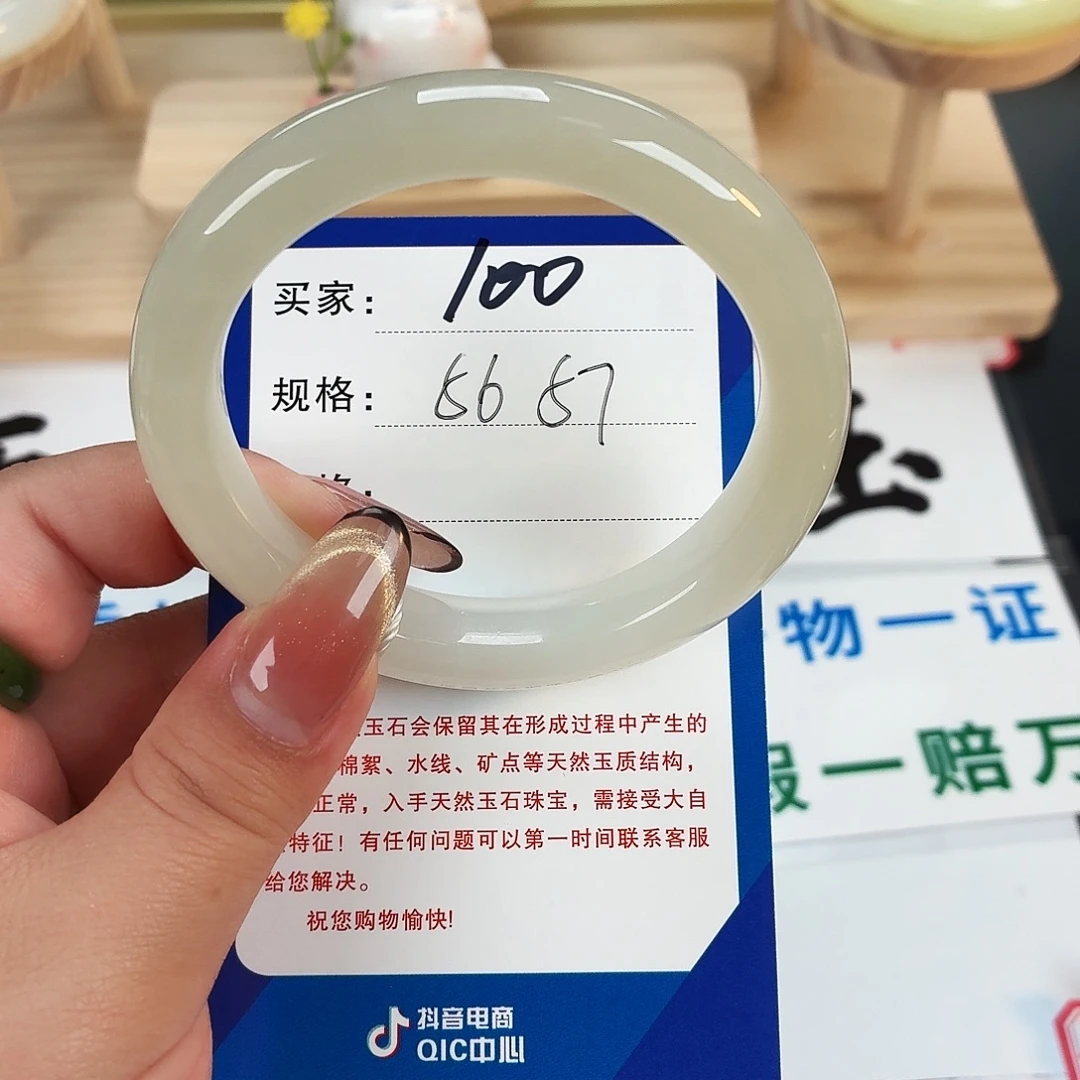 买家： 100
规格： 56 57
格：
玉石会保留其在形成过程中产生的
棉絮、水线、矿点等天然玉质结构，
正常，入手天然玉石珠宝，需接受大自
特征！有任何问题可以第一时间联系客服
给您解决。
祝您购物愉快!
抖音电商
QIC中心
玉
物一证
假一赔万